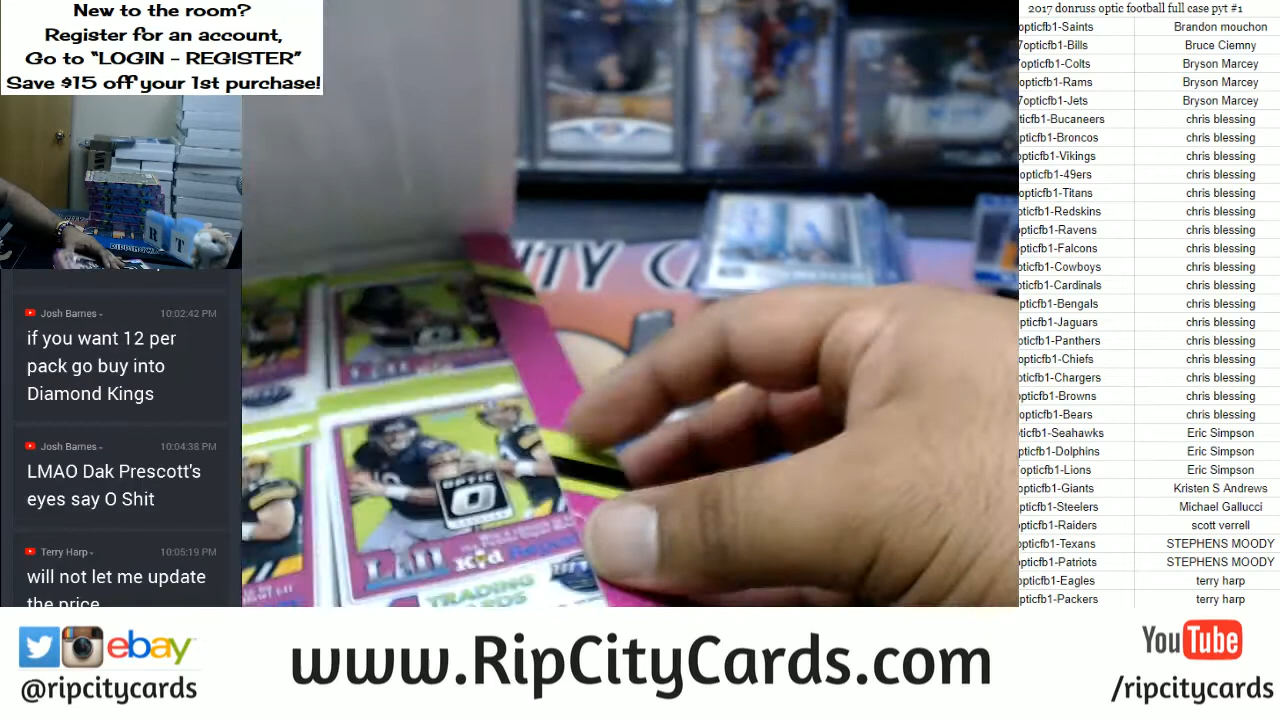 New to the room?
Register for an account,
Go to “LOGIN – REGISTER”
Save $15 off your 1st purchase!
Josh Barnes
10:02:42 PM
if you want 12 per
pack go buy into
Diamond Kings
Josh Barnes
10:04:38 PM
LMAO Dak Prescott's
eyes say O Shit
Terry Harp
10:05:19 PM
will not let me update
the price
R T
ITY C
OPTIC
TRADING
CARDS
2017 donruss optic football full case pyt #1
opticfb1-Saints Brandon mouchon
7opticfb1-Bills Bruce Ciemny
7opticfb1-Colts Bryson Marcey
opticfb1-Rams Bryson Marcey
7opticfb1-Jets Bryson Marcey
opticfb1-Bucaneers chris blessing
opticfb1-Broncos chris blessing
opticfb1-Vikings chris blessing
opticfb1-49ers chris blessing
opticfb1-Titans chris blessing
opticfb1-Redskins chris blessing
opticfb1-Ravens chris blessing
opticfb1-Falcons chris blessing
opticfb1-Cowboys chris blessing
opticfb1-Cardinals chris blessing
opticfb1-Bengals chris blessing
opticfb1-Jaguars chris blessing
opticfb1-Panthers chris blessing
opticfb1-Chiefs chris blessing
opticfb1-Chargers chris blessing
opticfb1-Browns chris blessing
opticfb1-Bears chris blessing
opticfb1-Seahawks Eric Simpson
opticfb1-Dolphins Eric Simpson
7opticfb1-Lions Eric Simpson
opticfb1-Giants Kristen S Andrews
opticfb1-Steelers Michael Gallucci
opticfb1-Raiders scott verrell
opticfb1-Texans STEPHENS MOODY
opticfb1-Patriots STEPHENS MOODY
opticfb1-Eagles terry harp
opticfb1-Packers terry harp
ebay
@ripcitycards
www.RipCityCards.com
YouTube
/ripcitycards